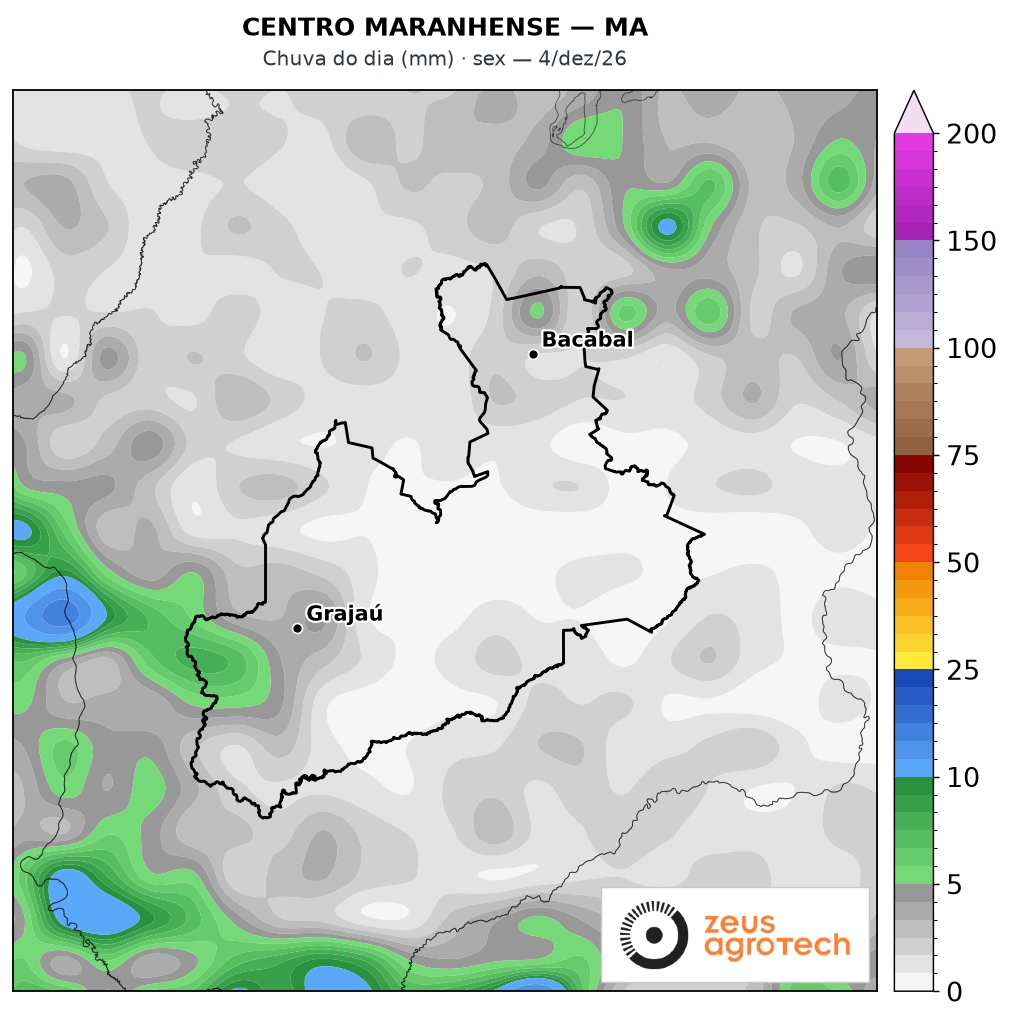 CENTRO MARANHENSE — MA
Chuva do dia (mm) · sex — 4/dez/26
200
150
100
75
50
25
10
5
0
Bacabal
Grajaú
zeus
agrotech